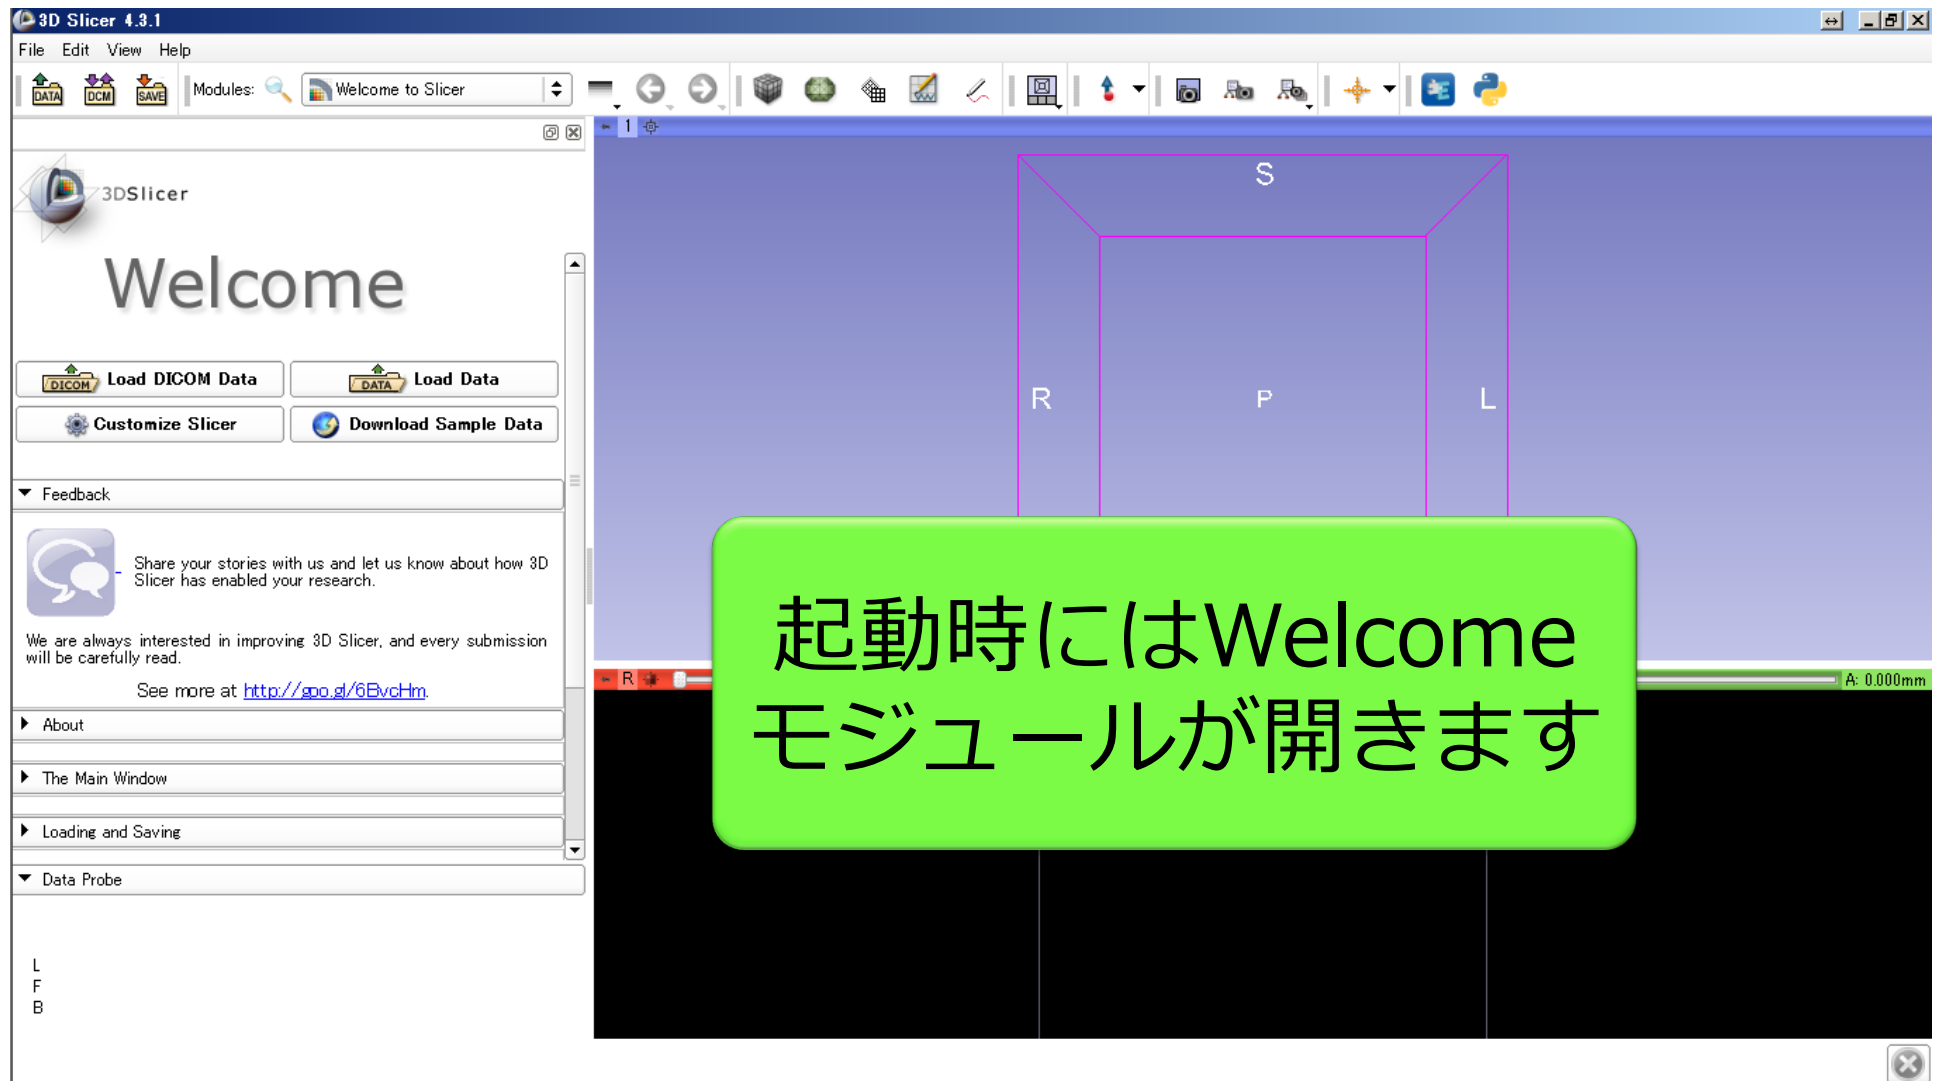 3D Slicer 4.3.1
File Edit View Help
DATA DCM SAVE Modules: Welcome to Slicer
1
3DSlicer
Welcome
DICOM Load DICOM Data DATA Load Data
Customize Slicer Download Sample Data
Feedback
Share your stories with us and let us know about how 3D
Slicer has enabled your research.
We are always interested in improving 3D Slicer, and every submission
will be carefully read.
See more at http://goo.gl/6BvcHm.
About
The Main Window
Loading and Saving
Data Probe
L
F
B
S
R P L
R
A: 0.000mm
起動時にはWelcome
モジュールが開きます